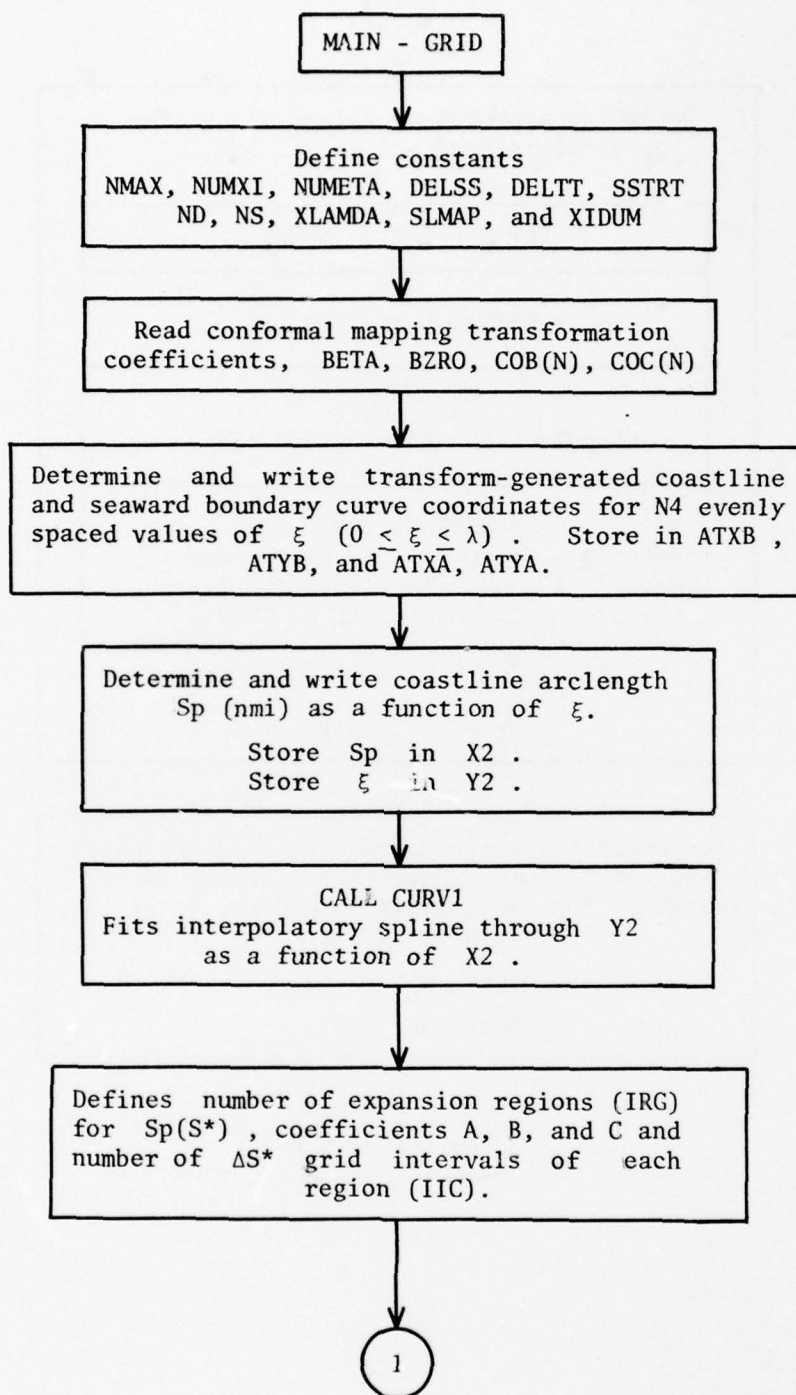 MAIN - GRID
Define constants
NMAX, NUMXI, NUMETA, DELSS, DELTT, SSTRT
ND, NS, XLAMDA, SLMAP, and XIDUM
Read conformal mapping transformation
coefficients, BETA, BZRO, COB(N), COC(N)
Determine and write transform-generated coastline
and seaward boundary curve coordinates for N4 evenly
spaced values of ξ (0 ≤ ξ ≤ λ) . Store in ATXB ,
ATYB, and ATXA, ATYA.
Determine and write coastline arclength
Sp (nmi) as a function of ξ.
Store Sp in X2 .
Store ξ in Y2 .
CALL CURV1
Fits interpolatory spline through Y2
as a function of X2 .
Defines number of expansion regions (IRG)
for Sp(S*) , coefficients A, B, and C and
number of ΔS* grid intervals of each
region (IIC).
1